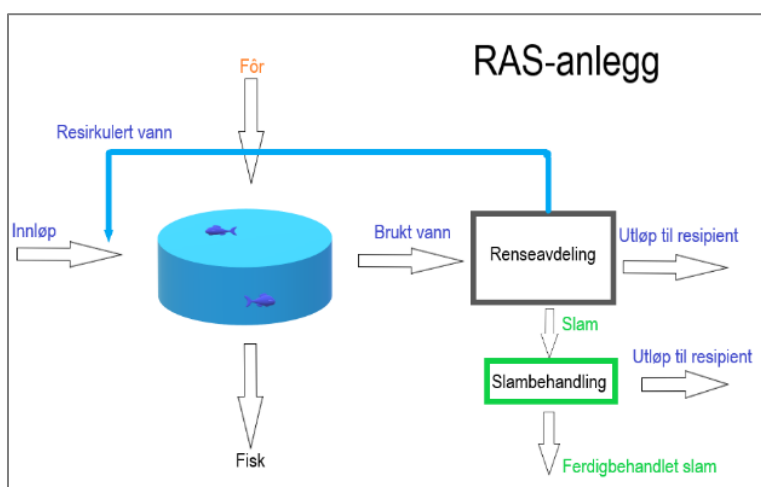 RAS-anlegg
Fôr
Resirkulert vann
Innløp
Brukt vann
Renseavdeling
Utløp til resipient
Slam
Slambehandling
Utløp til resipient
Fisk
Ferdigbehandlet slam